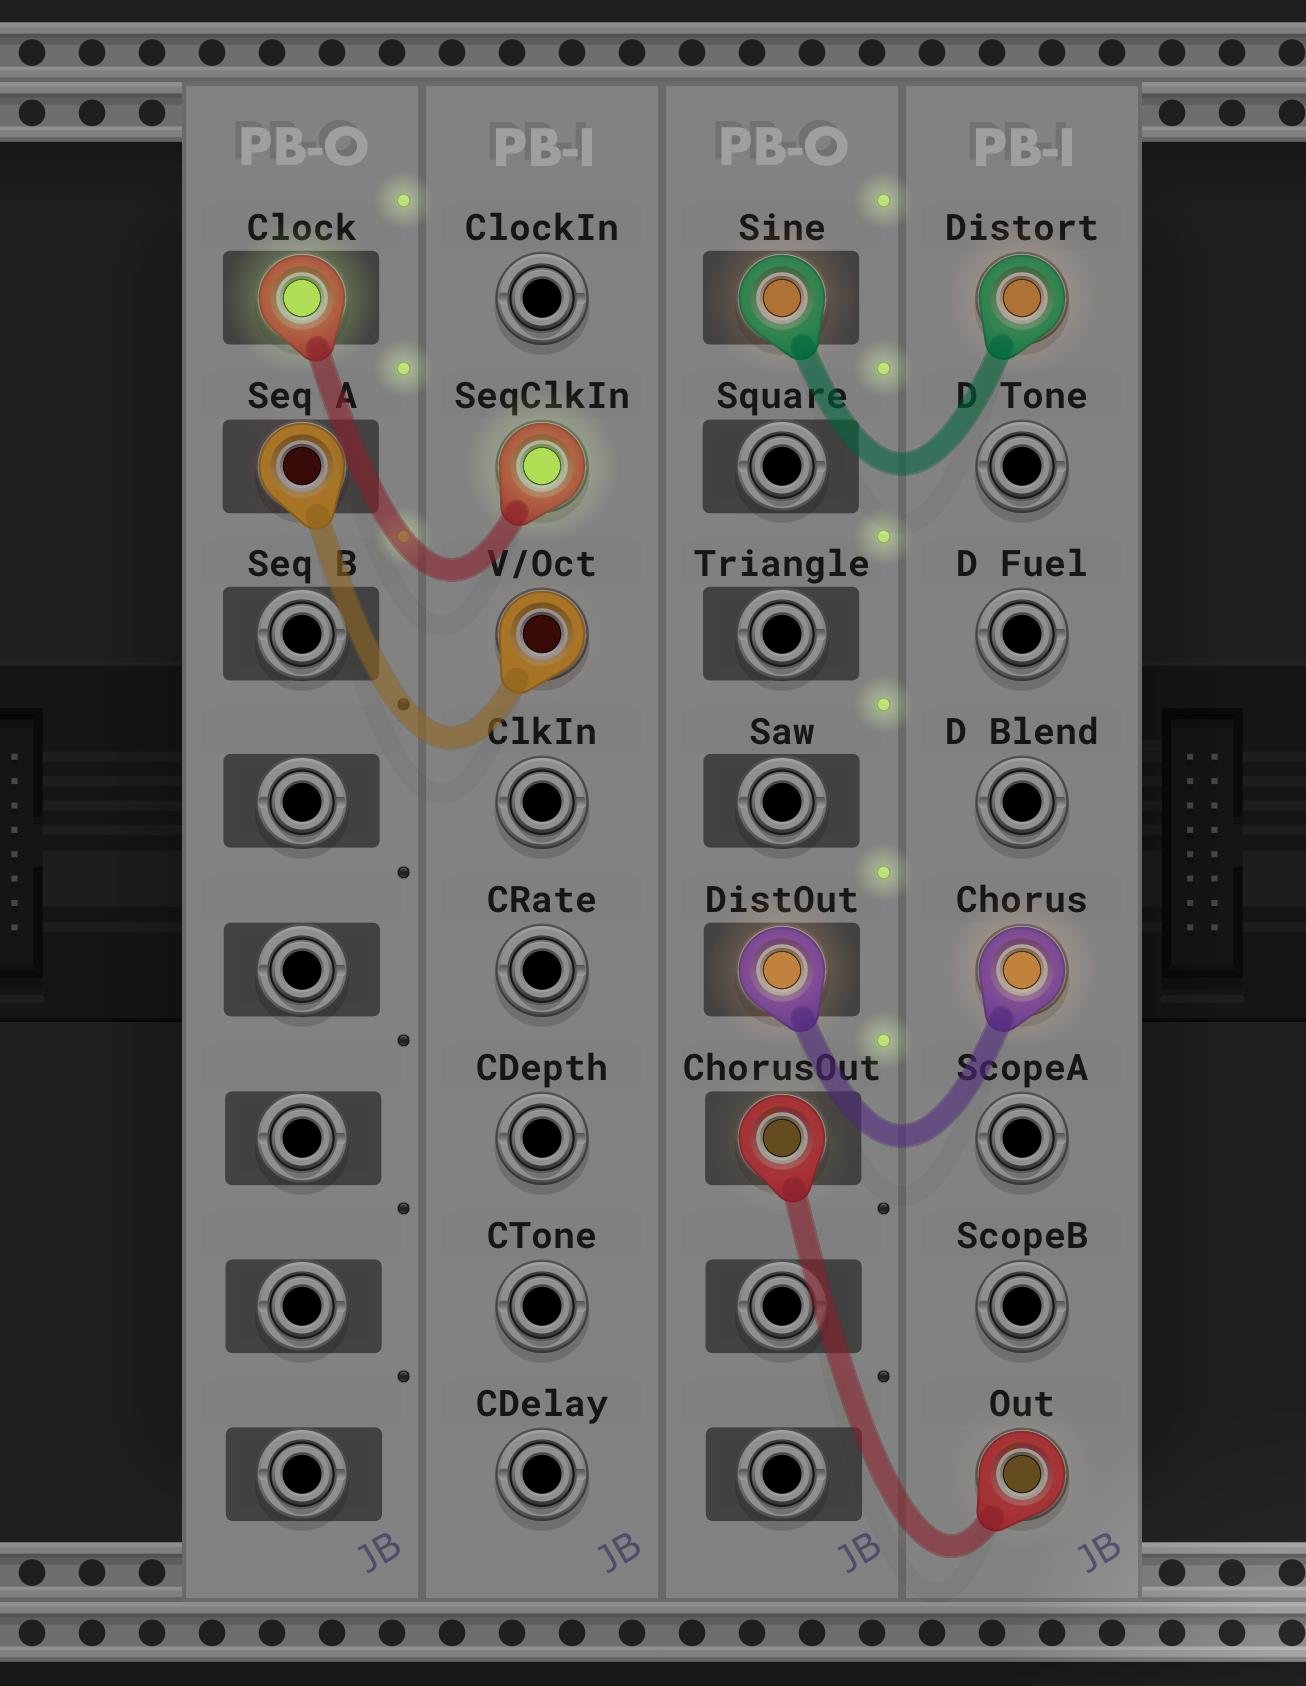 PB-O
Clock
Seq A
Seq B
JB
PB-I
ClockIn
SeqClkIn
V/Oct
ClkIn
CRate
CDepth
CTone
CDelay
JB
PB-O
Sine
Square
Triangle
Saw
DistOut
ChorusOut
JB
PB-I
Distort
D Tone
D Fuel
D Blend
Chorus
ScopeA
ScopeB
Out
JB